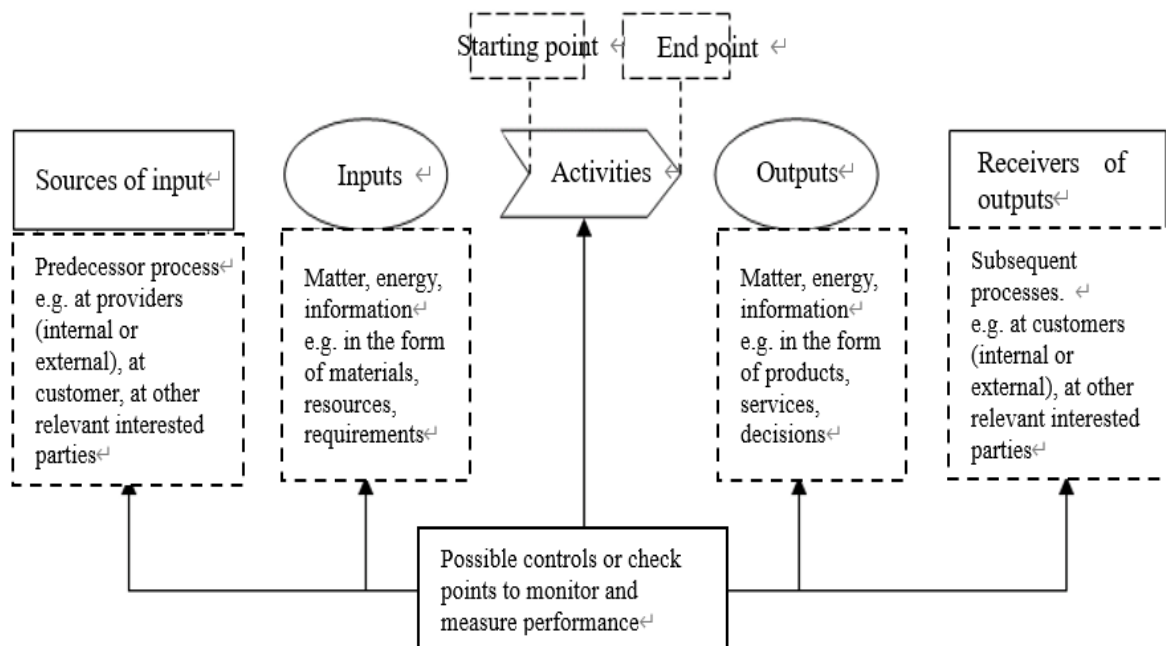 Starting point
End point
Sources of input
Inputs
Activities
Outputs
Receivers of
outputs
Predecessor process
e.g. at providers
(internal or
external), at
customer, at other
relevant interested
parties
Matter, energy,
information
e.g. in the form
of materials,
resources,
requirements
Matter, energy,
information
e.g. in the form
of products,
services,
decisions
Subsequent
processes.
e.g. at customers
(internal or
external), at other
relevant interested
parties
Possible controls or check
points to monitor and
measure performance